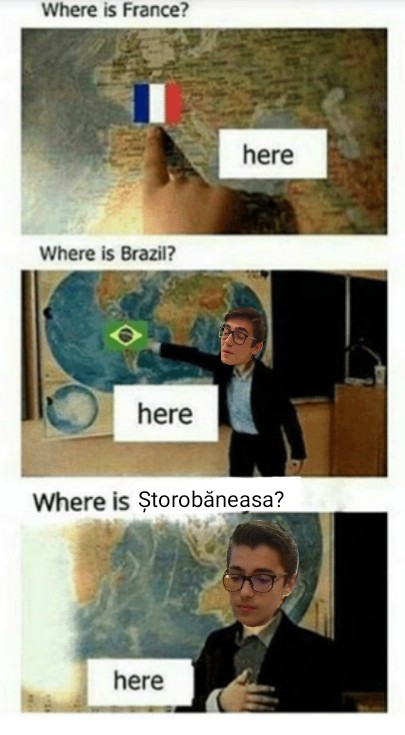 Where is France?
here
Where is Brazil?
here
Where is Ștorobăneasa?
here